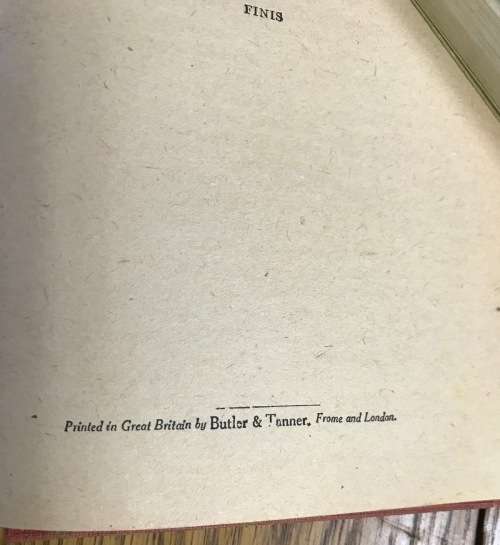 FINIS
Printed in Great Britain by Butler & Tanner, Frome and London.